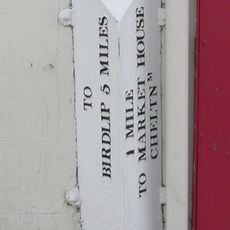 TO
BIRDLIP 5 MILES
1 MILE
TO MARKET HOUSE
CHELTN"